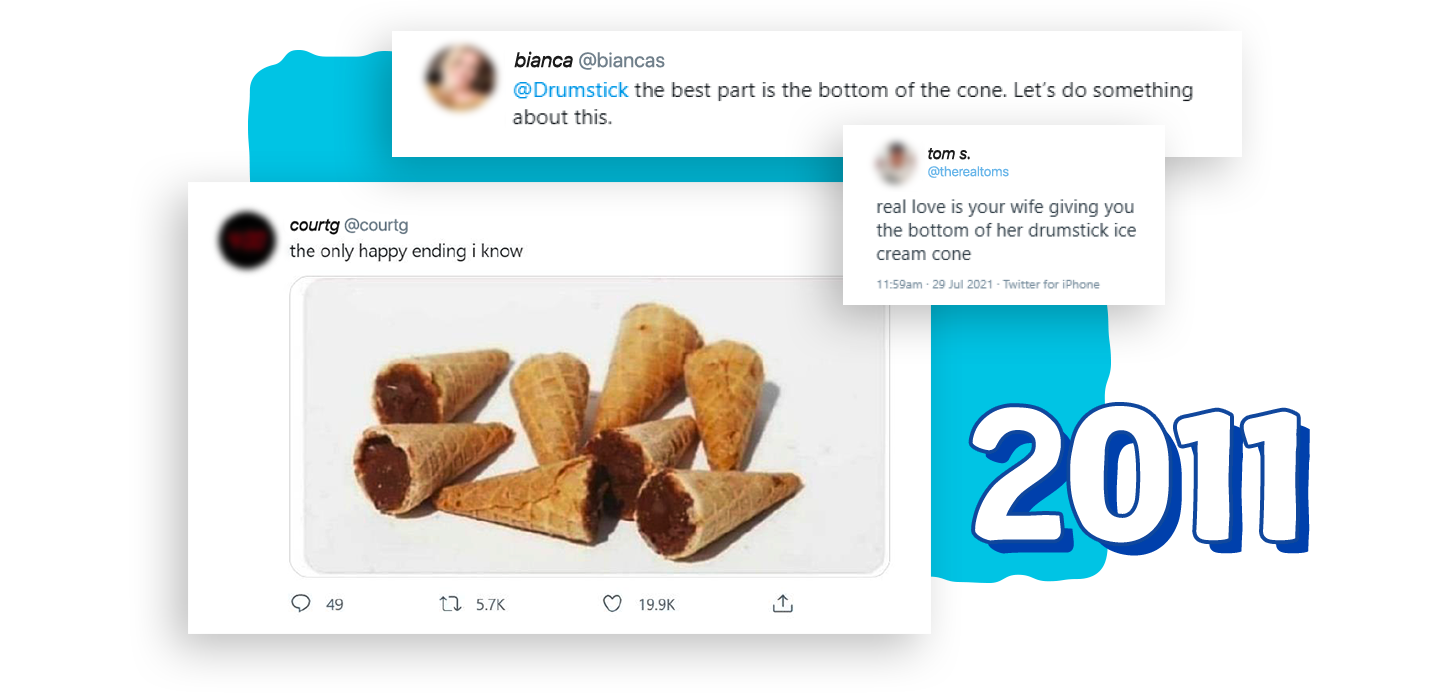 bianca @biancas
@Drumstick the best part is the bottom of the cone. Let's do something
about this.
tom s.
@therealtoms
real love is your wife giving you
the bottom of her drumstick ice
cream cone
11:59am · 29 Jul 2021 · Twitter for iPhone
courtg @courtg
the only happy ending i know
49 5.7K 19.9K
2011